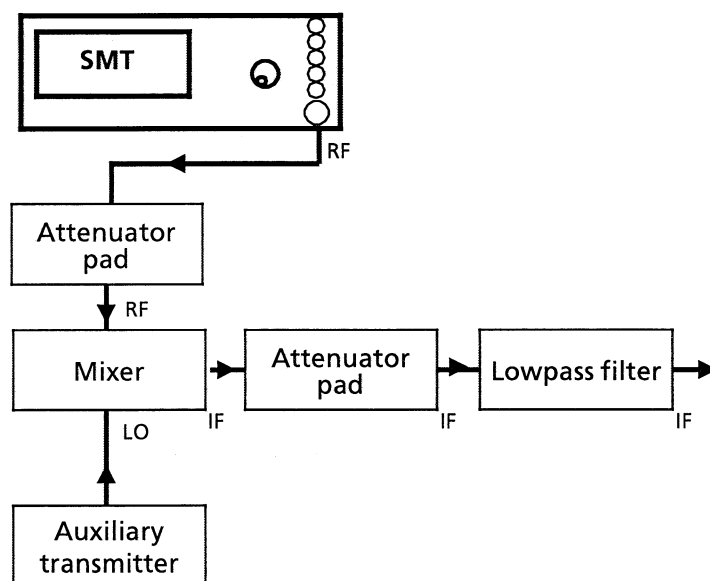 SMT
RF
Attenuator
pad
RF
Mixer
IF
Attenuator
pad
IF
Lowpass filter
IF
LO
Auxiliary
transmitter